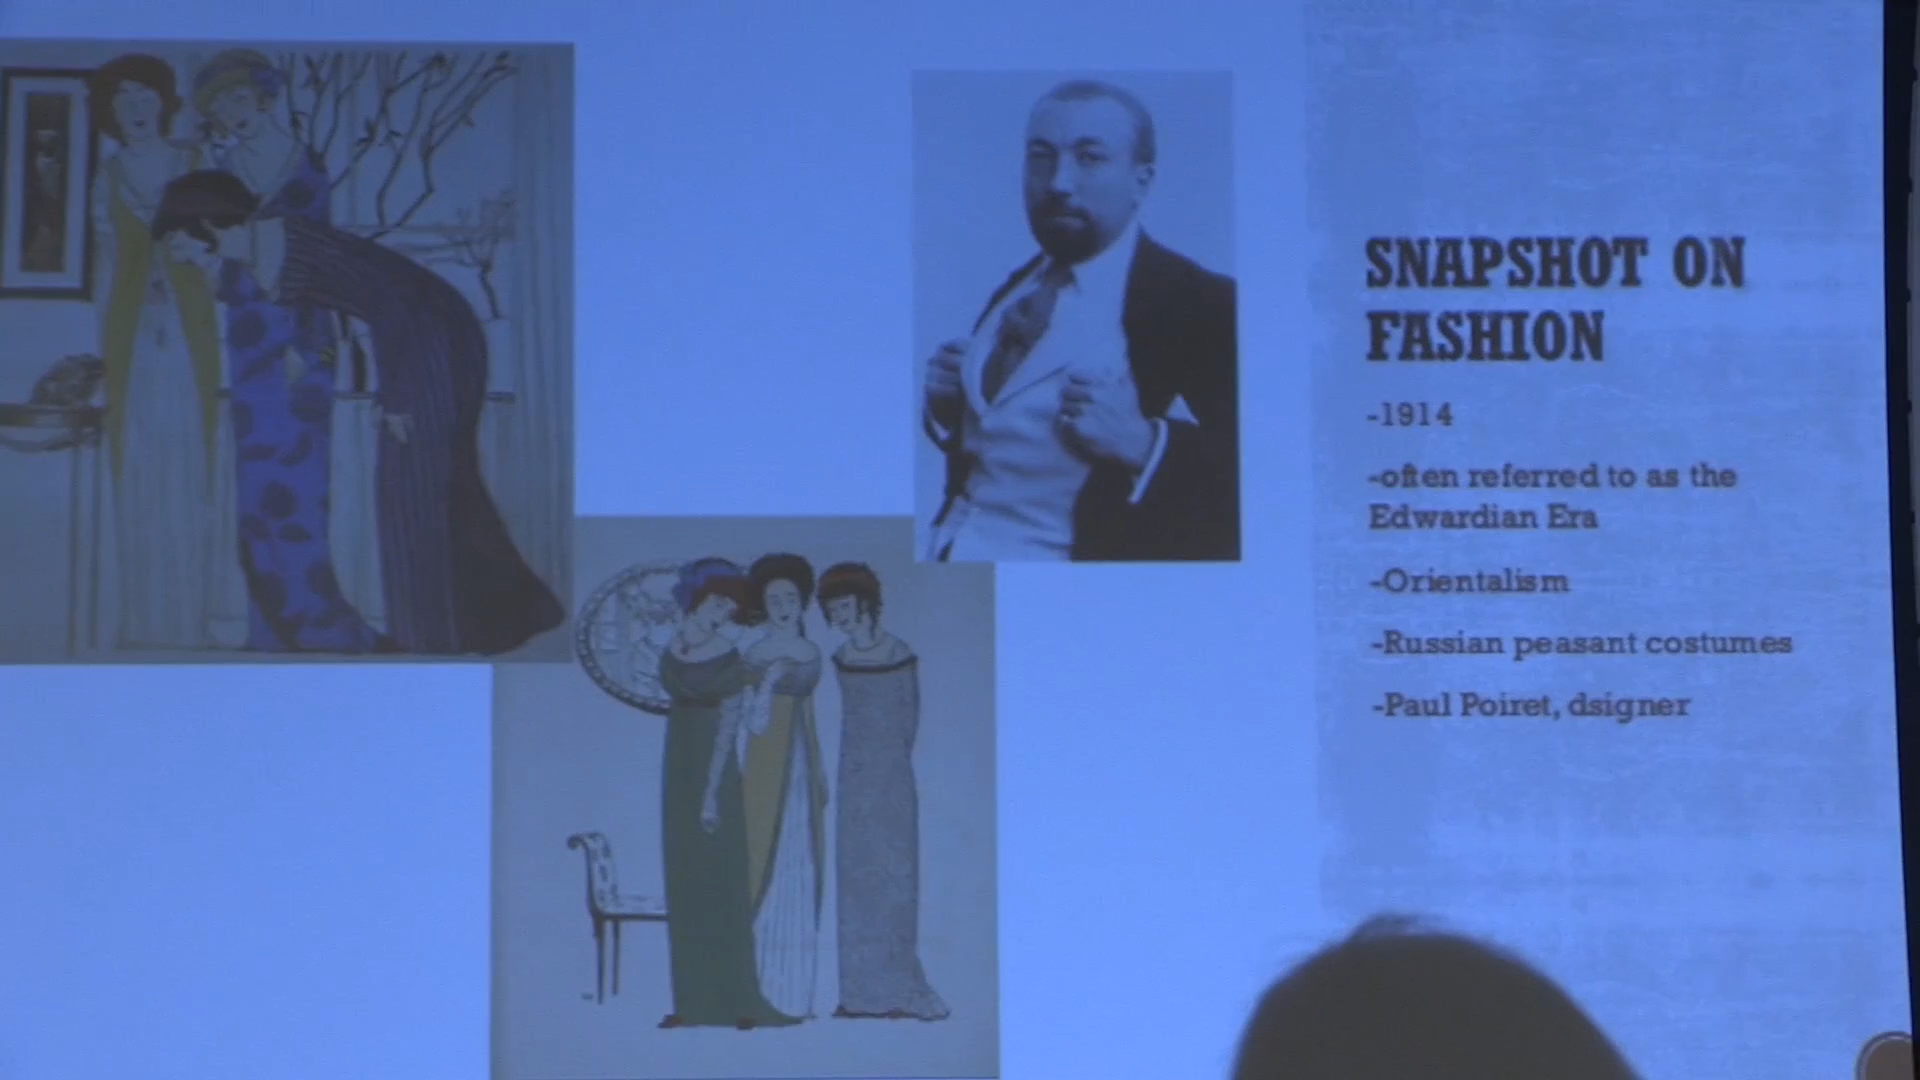 SNAPSHOT ON
FASHION
-1914
-often referred to as the
Edwardian Era
-Orientalism
-Russian peasant costumes
-Paul Poiret, dsigner